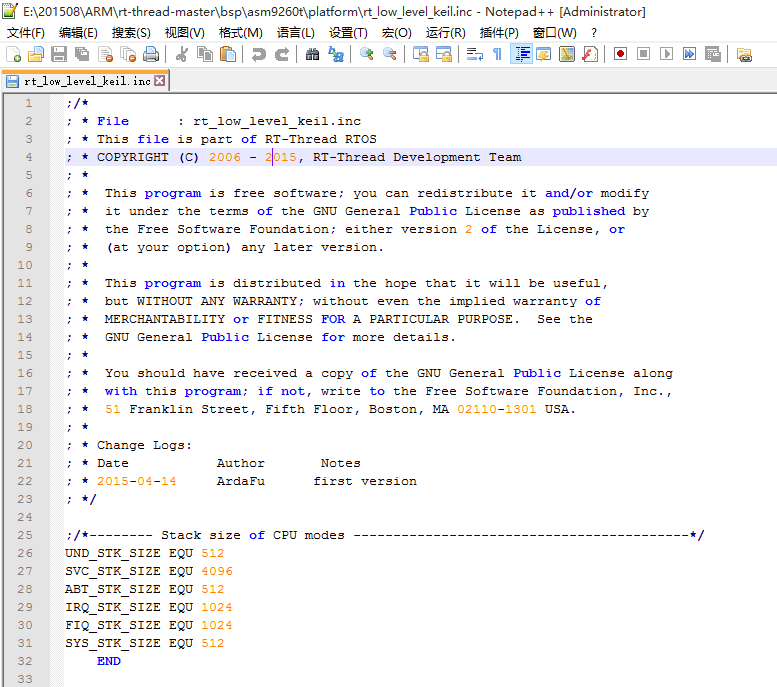 E:\201508\ARM\rt-thread-master\bsp\asm9260t\platform\rt_low_level_keil.inc - Notepad++ [Administrator]
文件(F) 编辑(E) 搜索(S) 视图(V) 格式(M) 语言(L) 设置(T) 宏(O) 运行(R) 插件(P) 窗口(W) ?
rt_low_level_keil.inc
1 ;/*
2 ; * File      : rt_low_level_keil.inc
3 ; * This file is part of RT-Thread RTOS
4 ; * COPYRIGHT (C) 2006 - 2015, RT-Thread Development Team
5 ; *
6 ; *  This program is free software; you can redistribute it and/or modify
7 ; *  it under the terms of the GNU General Public License as published by
8 ; *  the Free Software Foundation; either version 2 of the License, or
9 ; *  (at your option) any later version.
10 ; *
11 ; *  This program is distributed in the hope that it will be useful,
12 ; *  but WITHOUT ANY WARRANTY; without even the implied warranty of
13 ; *  MERCHANTABILITY or FITNESS FOR A PARTICULAR PURPOSE.  See the
14 ; *  GNU General Public License for more details.
15 ; *
16 ; *  You should have received a copy of the GNU General Public License along
17 ; *  with this program; if not, write to the Free Software Foundation, Inc.,
18 ; *  51 Franklin Street, Fifth Floor, Boston, MA 02110-1301 USA.
19 ; *
20 ; * Change Logs:
21 ; * Date           Author       Notes
22 ; * 2015-04-14     ArdaFu      first version
23 ; */
24
25 ;/*-------- Stack size of CPU modes ------------------------------------------*/
26 UND_STK_SIZE EQU 512
27 SVC_STK_SIZE EQU 4096
28 ABT_STK_SIZE EQU 512
29 IRQ_STK_SIZE EQU 1024
30 FIQ_STK_SIZE EQU 1024
31 SYS_STK_SIZE EQU 512
32     END
33